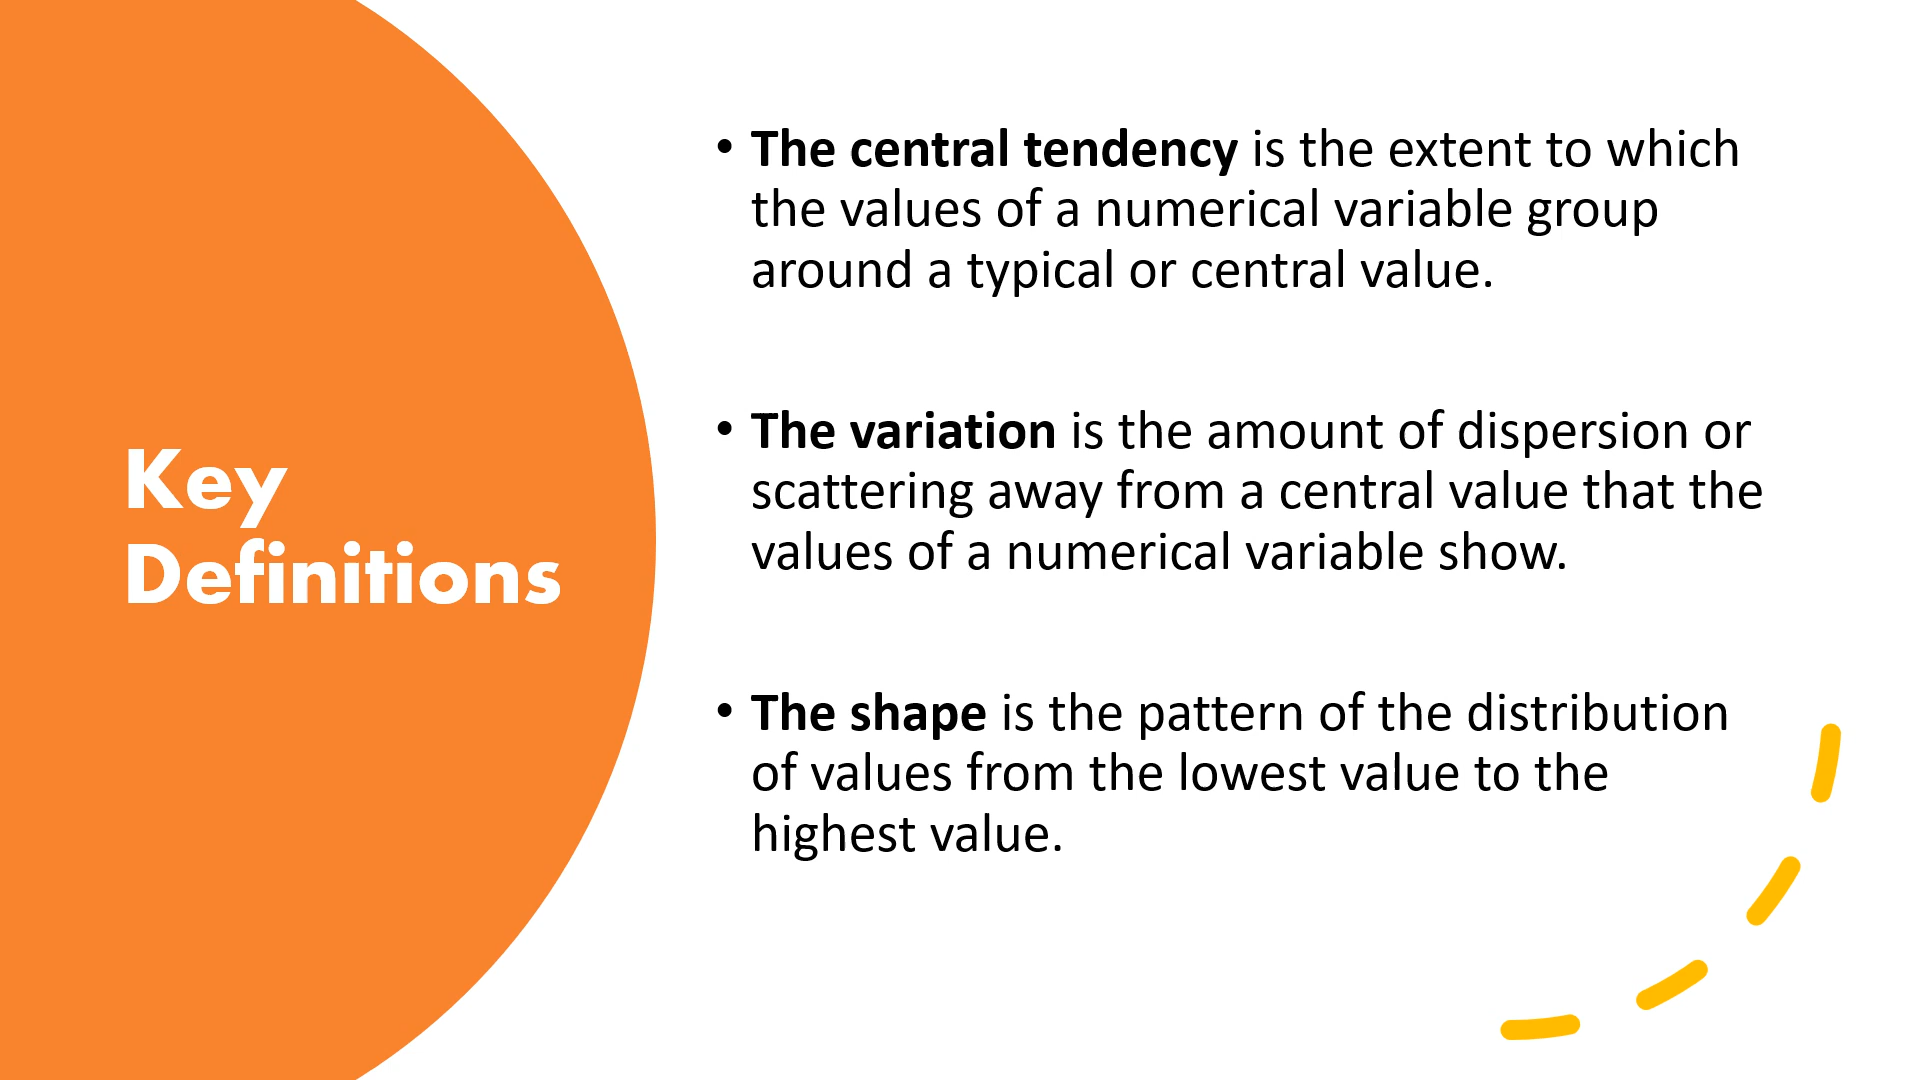 Key
Definitions
• The central tendency is the extent to which
the values of a numerical variable group
around a typical or central value.
• The variation is the amount of dispersion or
scattering away from a central value that the
values of a numerical variable show.
• The shape is the pattern of the distribution
of values from the lowest value to the
highest value.